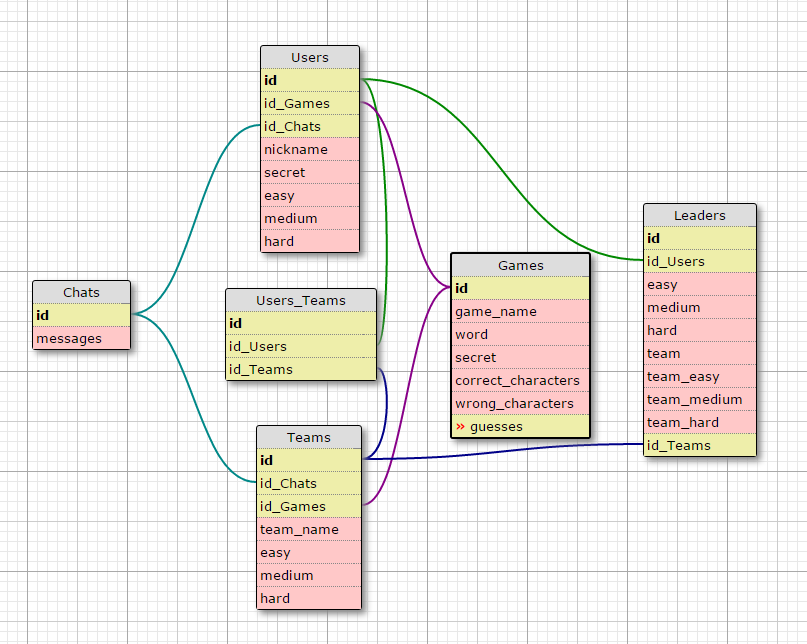 Users
id
id_Games
id_Chats
nickname
secret
easy
medium
hard
Chats
id
messages
Users_Teams
id
id_Users
id_Teams
Teams
id
id_Chats
id_Games
team_name
easy
medium
hard
Games
id
game_name
word
secret
correct_characters
wrong_characters
» guesses
Leaders
id
id_Users
easy
medium
hard
team
team_easy
team_medium
team_hard
id_Teams